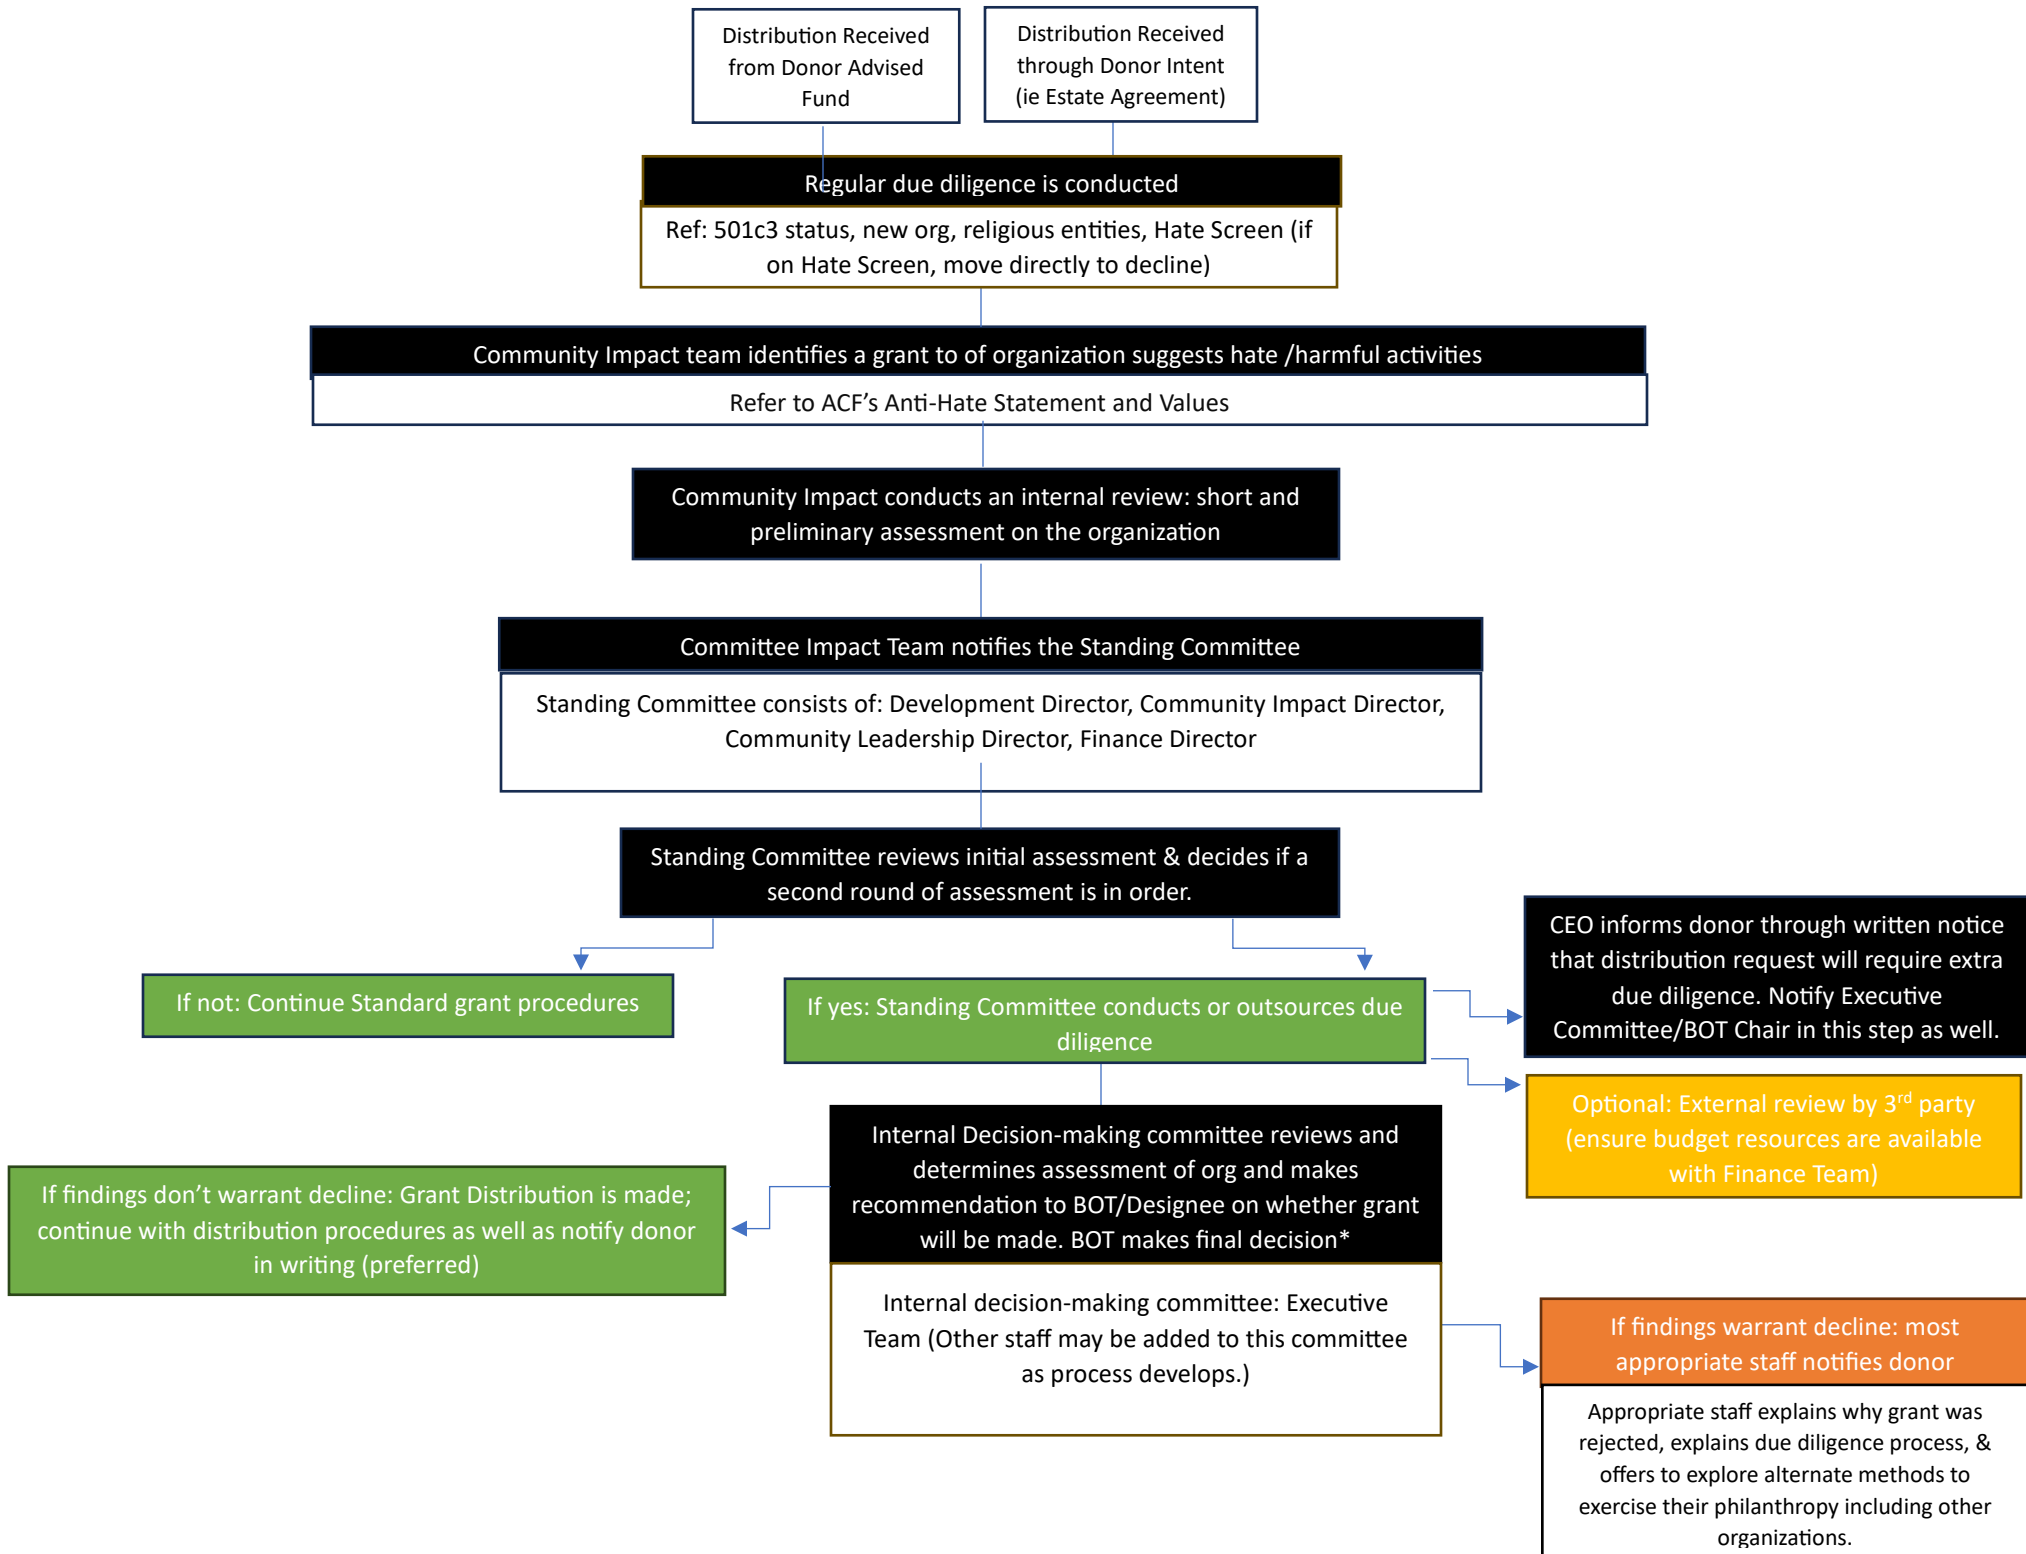 Distribution Received
from Donor Advised
Fund
Distribution Received
through Donor Intent
(ie Estate Agreement)
Regular due diligence is conducted
Ref: 501c3 status, new org, religious entities, Hate Screen (if
on Hate Screen, move directly to decline)
Community Impact team identifies a grant to of organization suggests hate /harmful activities
Refer to ACF’s Anti-Hate Statement and Values
Community Impact conducts an internal review: short and
preliminary assessment on the organization
Committee Impact Team notifies the Standing Committee
Standing Committee consists of: Development Director, Community Impact Director,
Community Leadership Director, Finance Director
Standing Committee reviews initial assessment & decides if a
second round of assessment is in order.
If not: Continue Standard grant procedures
If yes: Standing Committee conducts or outsources due
diligence
CEO informs donor through written notice
that distribution request will require extra
due diligence. Notify Executive
Committee/BOT Chair in this step as well.
Optional: External review by 3rd party
(ensure budget resources are available
with Finance Team)
Internal Decision-making committee reviews and
determines assessment of org and makes
recommendation to BOT/Designee on whether grant
will be made. BOT makes final decision*
If findings don’t warrant decline: Grant Distribution is made;
continue with distribution procedures as well as notify donor
in writing (preferred)
Internal decision-making committee: Executive
Team (Other staff may be added to this committee
as process develops.)
If findings warrant decline: most
appropriate staff notifies donor
Appropriate staff explains why grant was
rejected, explains due diligence process, &
offers to explore alternate methods to
exercise their philanthropy including other
organizations.